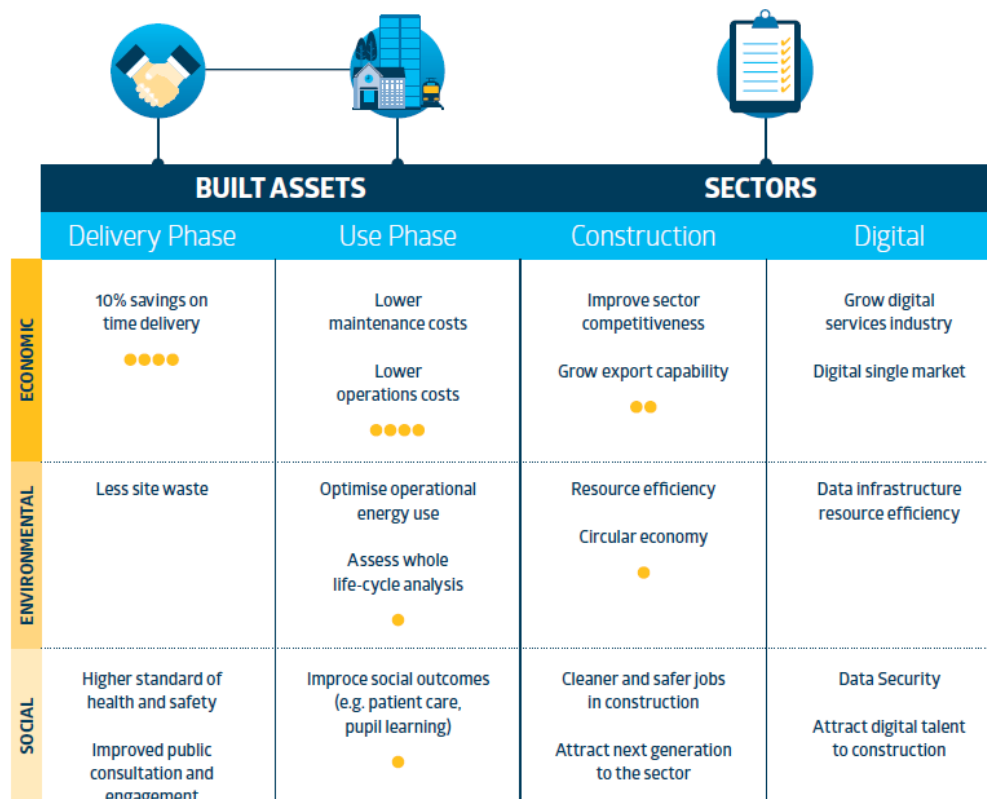 BUILT ASSETS
SECTORS
Delivery Phase
Use Phase
Construction
Digital
ECONOMIC
10% savings on
time delivery
Lower
maintenance costs
Lower
operations costs
Improve sector
competitiveness
Grow export capability
Grow digital
services industry
Digital single market
ENVIRONMENTAL
Less site waste
Optimise operational
energy use
Assess whole
life-cycle analysis
Resource efficiency
Circular economy
Data infrastructure
resource efficiency
SOCIAL
Higher standard of
health and safety
Improved public
consultation and
engagement
Improce social outcomes
(e.g. patient care,
pupil learning)
Cleaner and safer jobs
in construction
Attract next generation
to the sector
Data Security
Attract digital talent
to construction